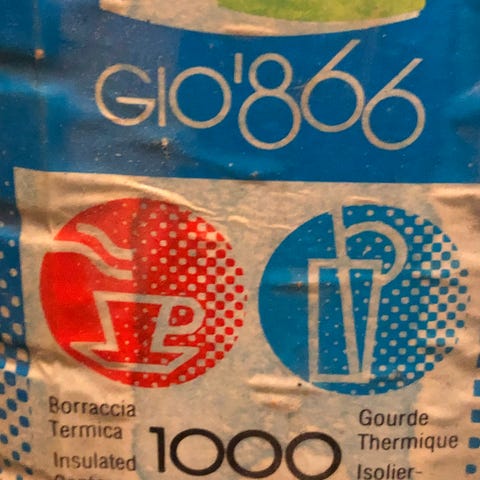 GIO'866
Borraccia
Termica
Insulated
1000
Gourde
Thermique
Isolier-